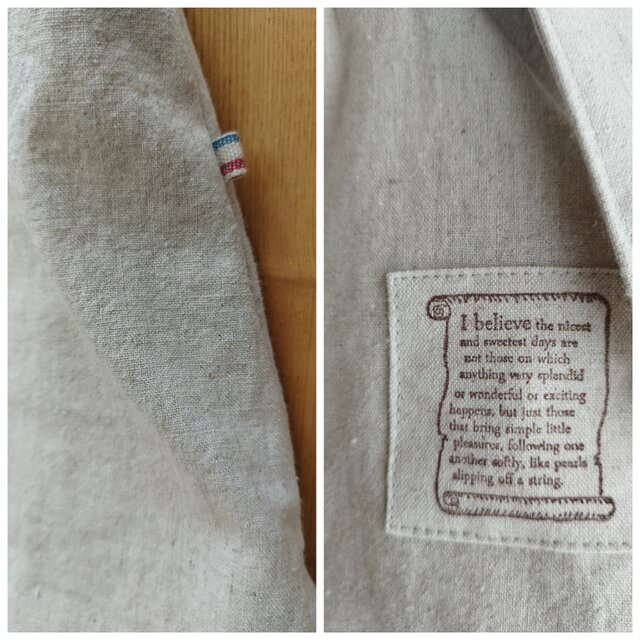 I believe the nicest
and sweetest days are
not those on which
anything very splendid
or wonderful or exciting
happens, but just those
that bring simple little
pleasures, following one
another softly, like pearls
slipping off a string.